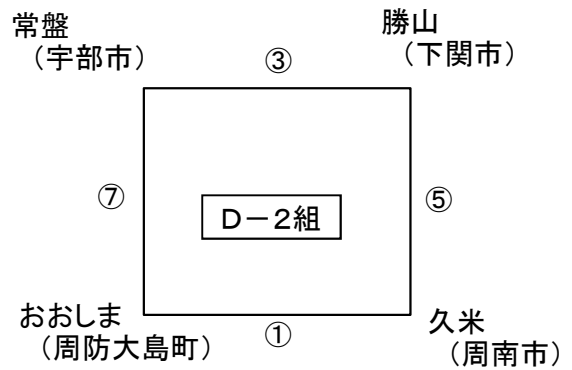 常盤
（宇部市）
勝山
（下関市）
③
⑦
D－2組
⑤
おおしま
（周防大島町）
①
久米
（周南市）